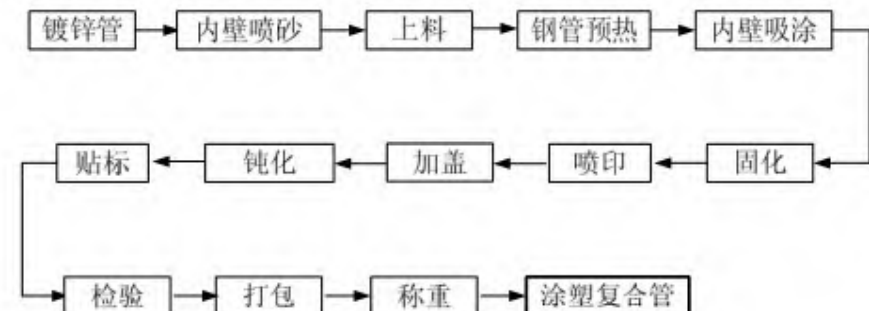 镀锌管 内壁喷砂 上料 钢管预热 内壁吸涂
贴标 钝化 加盖 喷印 固化
检验 打包 称重 涂塑复合管